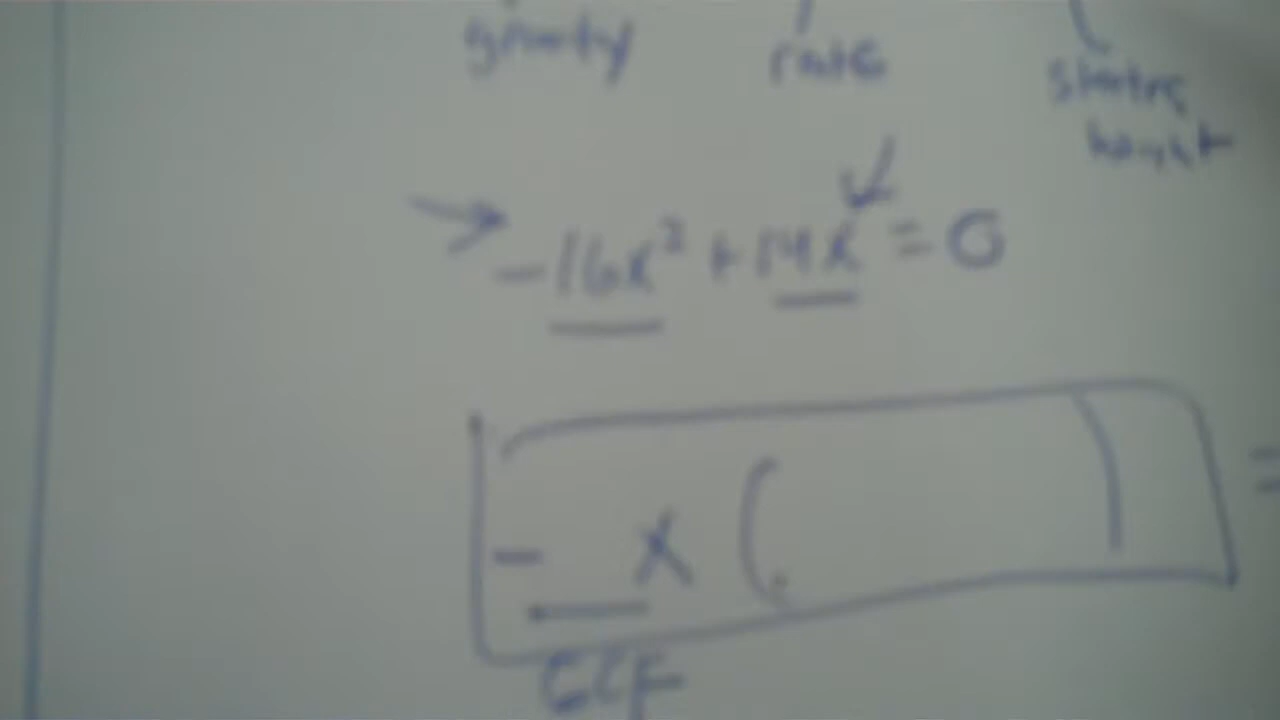 gravity rate starting height
-16x² + 14x = 0
- _ x ( ) =
GCF